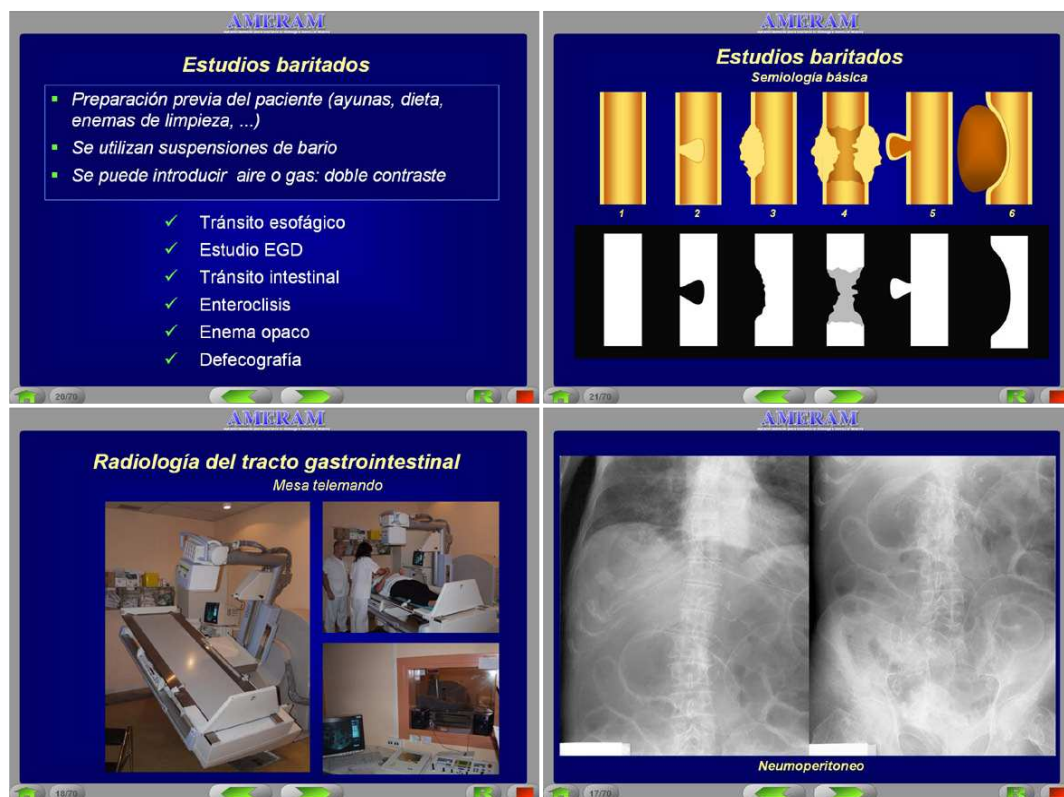 AMERAM
Estudios baritados
Preparación previa del paciente (ayunas, dieta,
enemas de limpieza, ...)
Se utilizan suspensiones de bario
Se puede introducir aire o gas: doble contraste
Tránsito esofágico
Estudio EGD
Tránsito intestinal
Enteroclisis
Enema opaco
Defecografía
20/70
AMERAM
Estudios baritados
Semiología básica
1 2 3 4 5 6
21/70
AMERAM
Radiología del tracto gastrointestinal
Mesa telemando
18/70
AMERAM
Neumoperitoneo
17/70